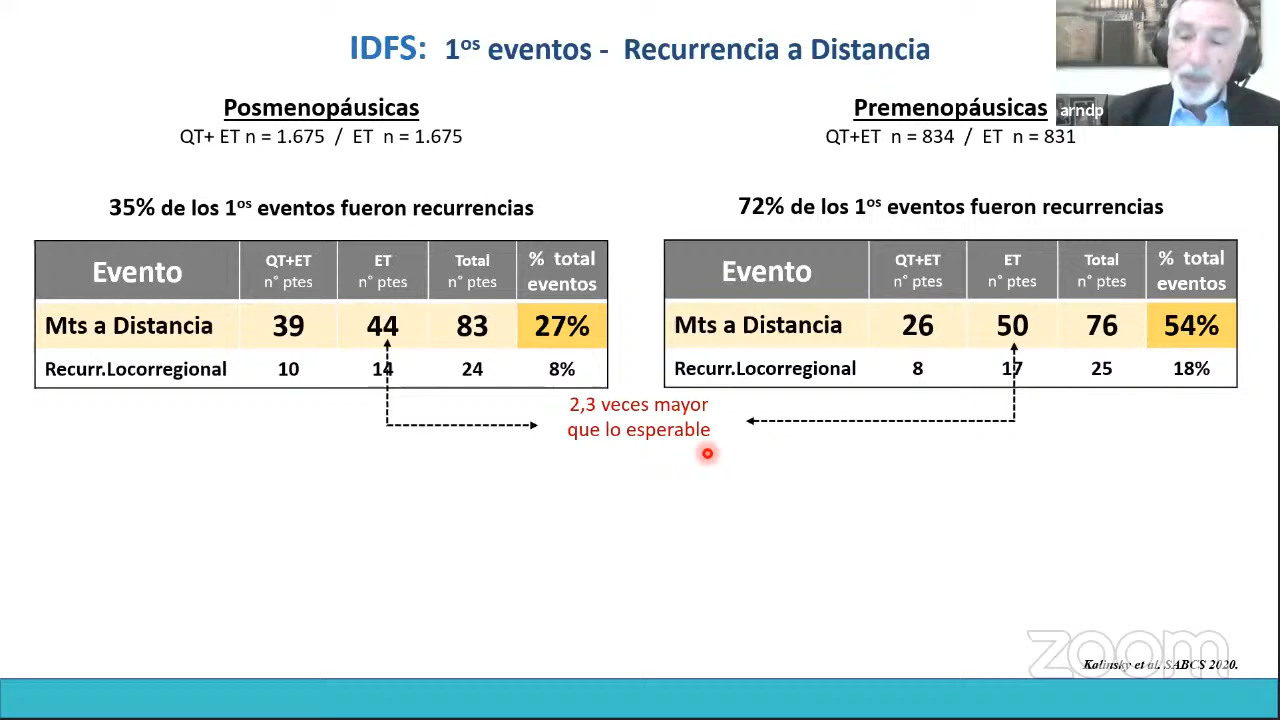 IDFS: 1os eventos - Recurrencia a Distancia
arndp
Posmenopáusicas
QT+ ET n = 1.675 / ET n = 1.675
35% de los 1os eventos fueron recurrencias
Evento QT+ET n° ptes ET n° ptes Total n° ptes % total eventos
Mts a Distancia 39 44 83 27%
Recurr.Locorregional 10 14 24 8%
Premenopáusicas
QT+ET n = 834 / ET n = 831
72% de los 1os eventos fueron recurrencias
Evento QT+ET n° ptes ET n° ptes Total n° ptes % total eventos
Mts a Distancia 26 50 76 54%
Recurr.Locorregional 8 17 25 18%
2,3 veces mayor
que lo esperable
zoom
Kalinsky et al. SABCS 2020.